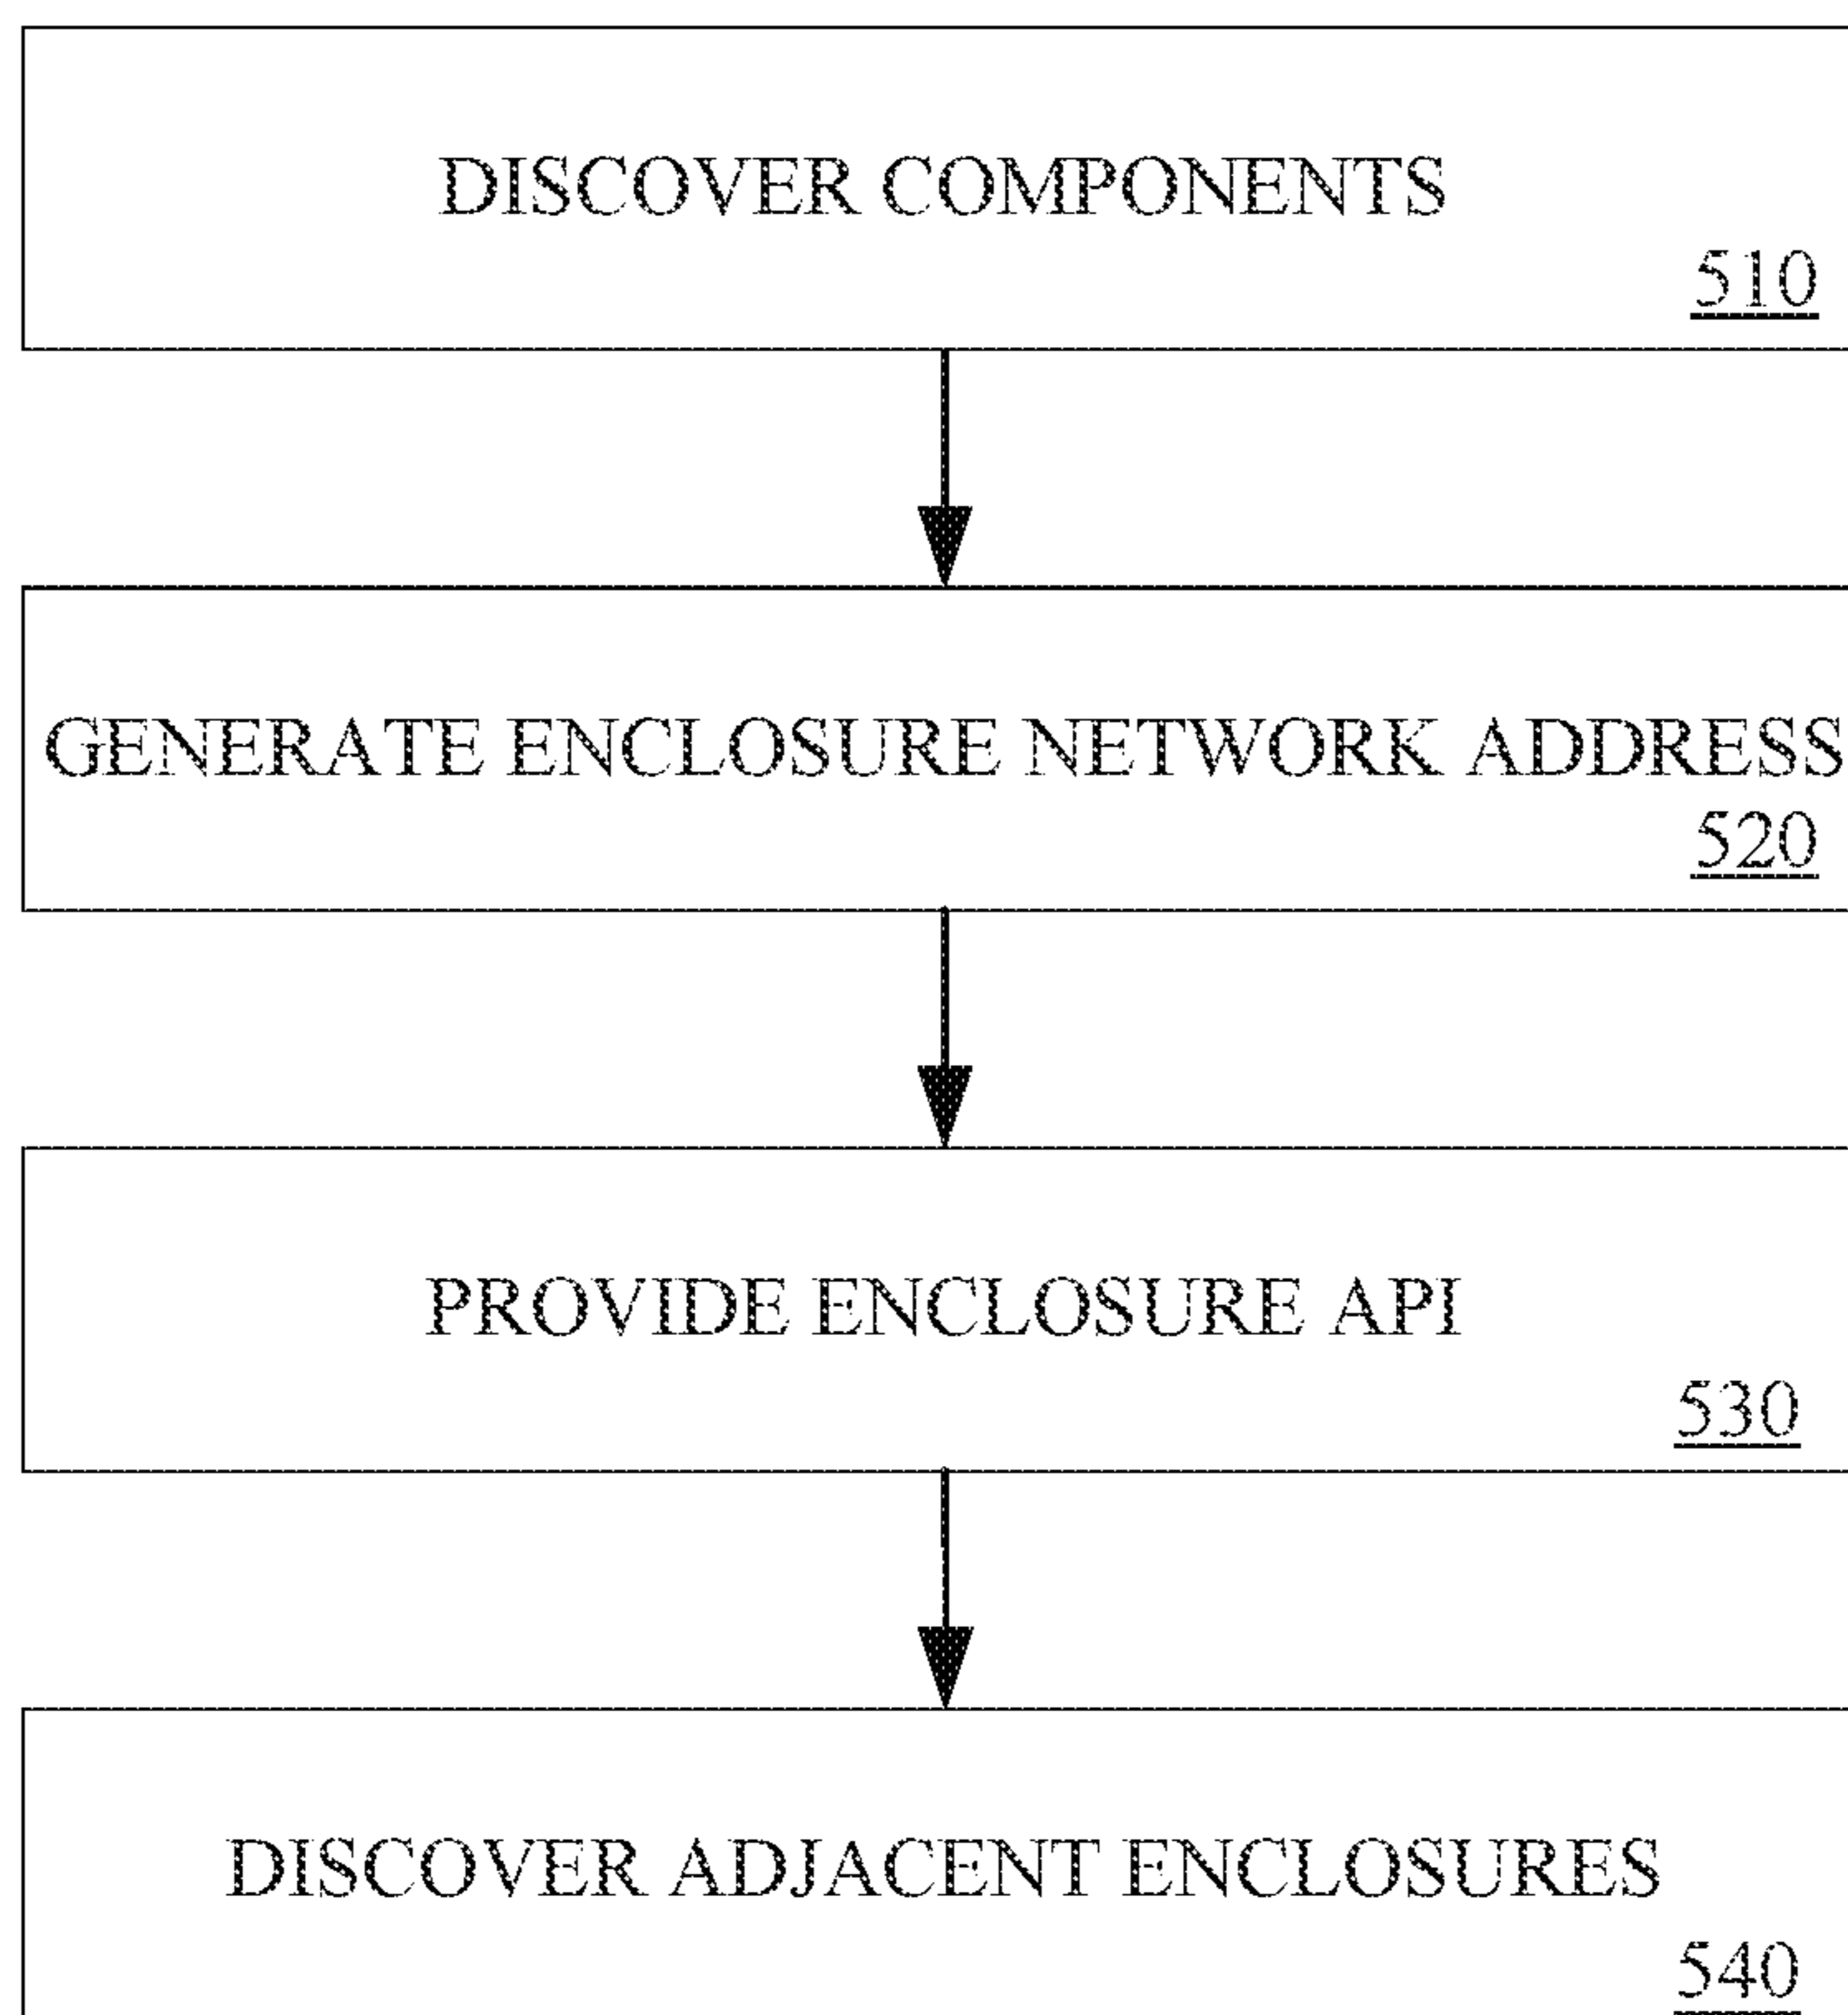 DISCOVER COMPONENTS
510
GENERATE ENCLOSURE NETWORK ADDRESS
520
PROVIDE ENCLOSURE API
530
DISCOVER ADJACENT ENCLOSURES
540